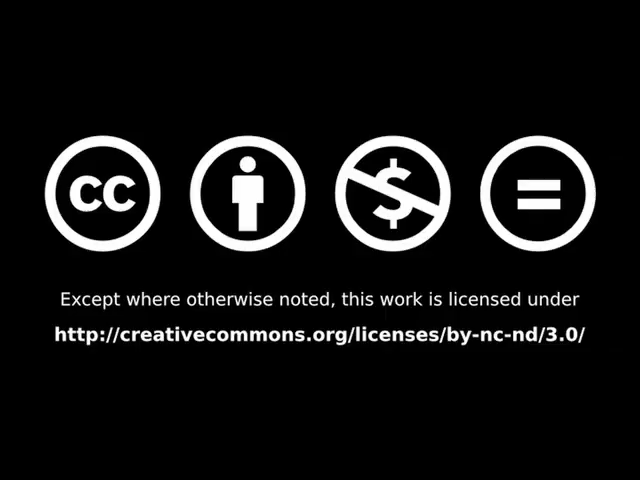 cc
Except where otherwise noted, this work is licensed under
http://creativecommons.org/licenses/by-nc-nd/3.0/